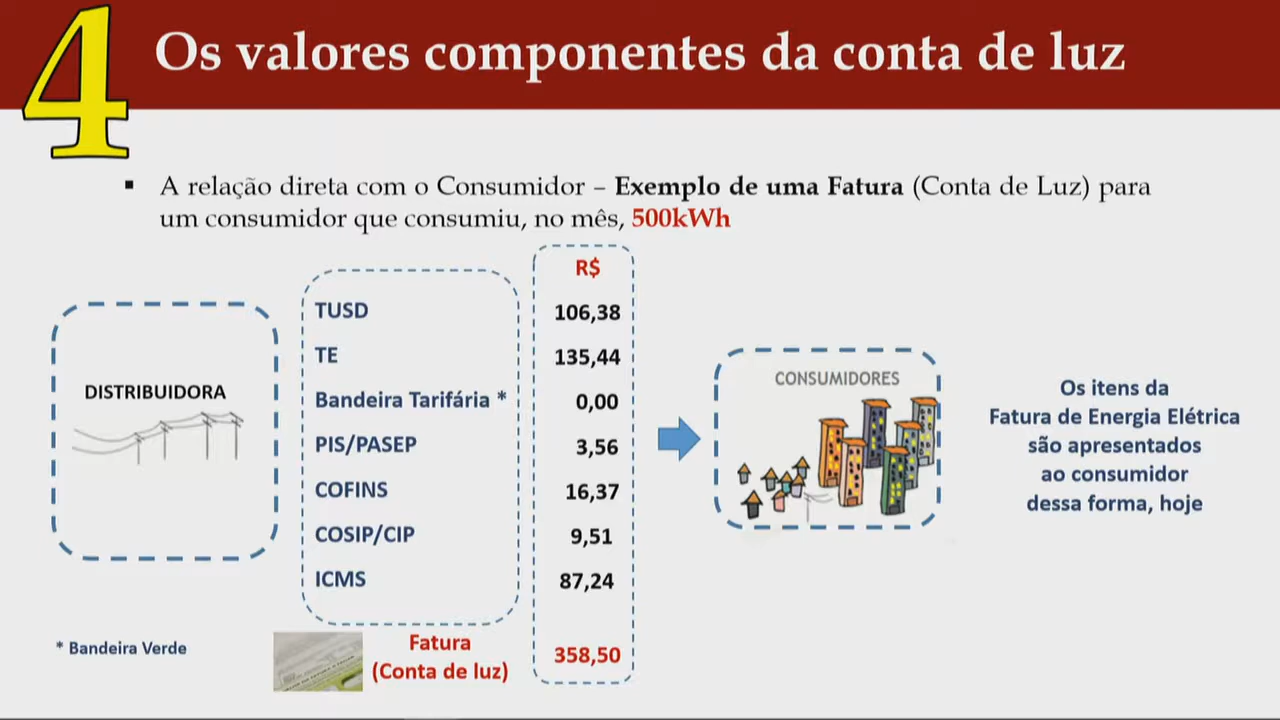 4
Os valores componentes da conta de luz
▪ A relação direta com o Consumidor – Exemplo de uma Fatura (Conta de Luz) para
um consumidor que consumiu, no mês, 500kWh
R$
TUSD 106,38
TE 135,44
Bandeira Tarifária * 0,00
PIS/PASEP 3,56
COFINS 16,37
COSIP/CIP 9,51
ICMS 87,24
Fatura
(Conta de luz) 358,50
DISTRIBUIDORA
CONSUMIDORES
Os itens da
Fatura de Energia Elétrica
são apresentados
ao consumidor
dessa forma, hoje
* Bandeira Verde